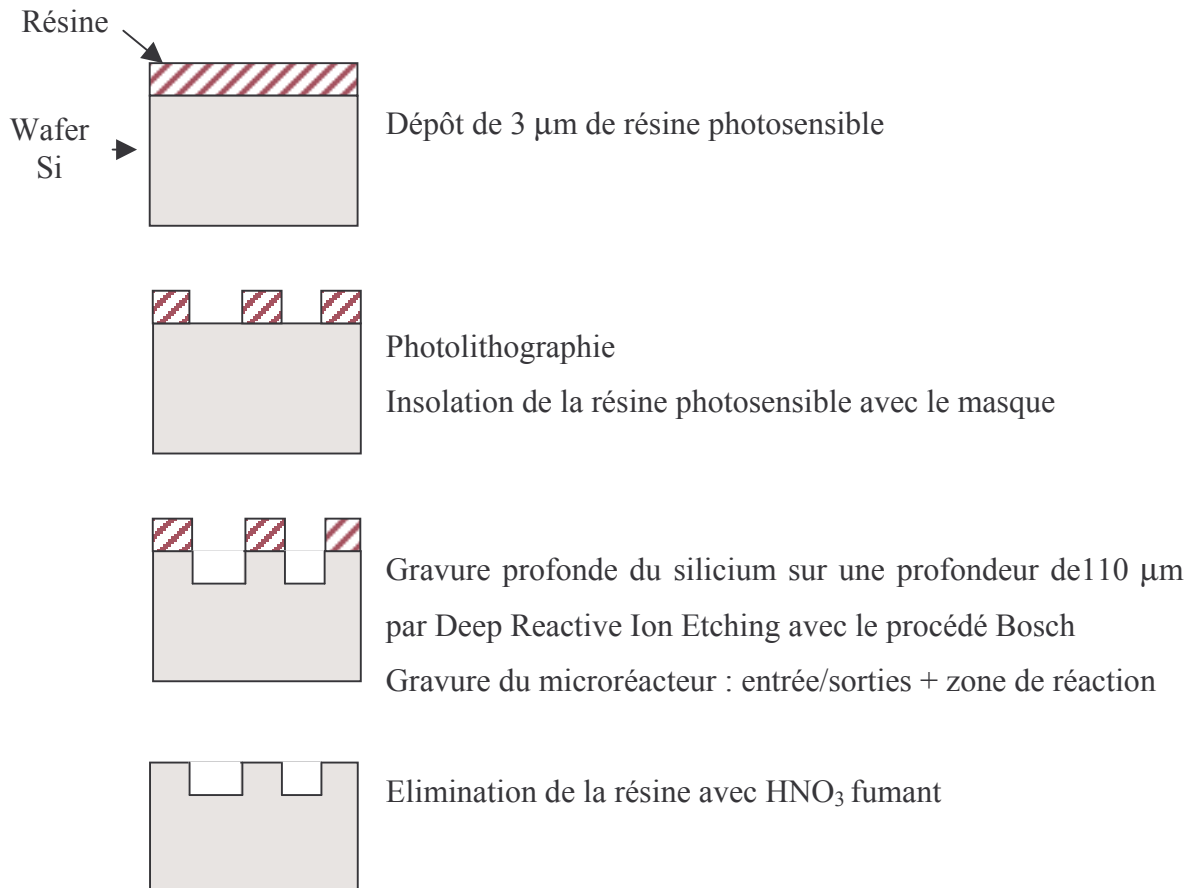 Résine
Wafer
Si
Dépôt de 3 μm de résine photosensible
Photolithographie
Insolation de la résine photosensible avec le masque
Gravure profonde du silicium sur une profondeur de110 μm
par Deep Reactive Ion Etching avec le procédé Bosch
Gravure du microréacteur : entrée/sorties + zone de réaction
Elimination de la résine avec HNO₃ fumant